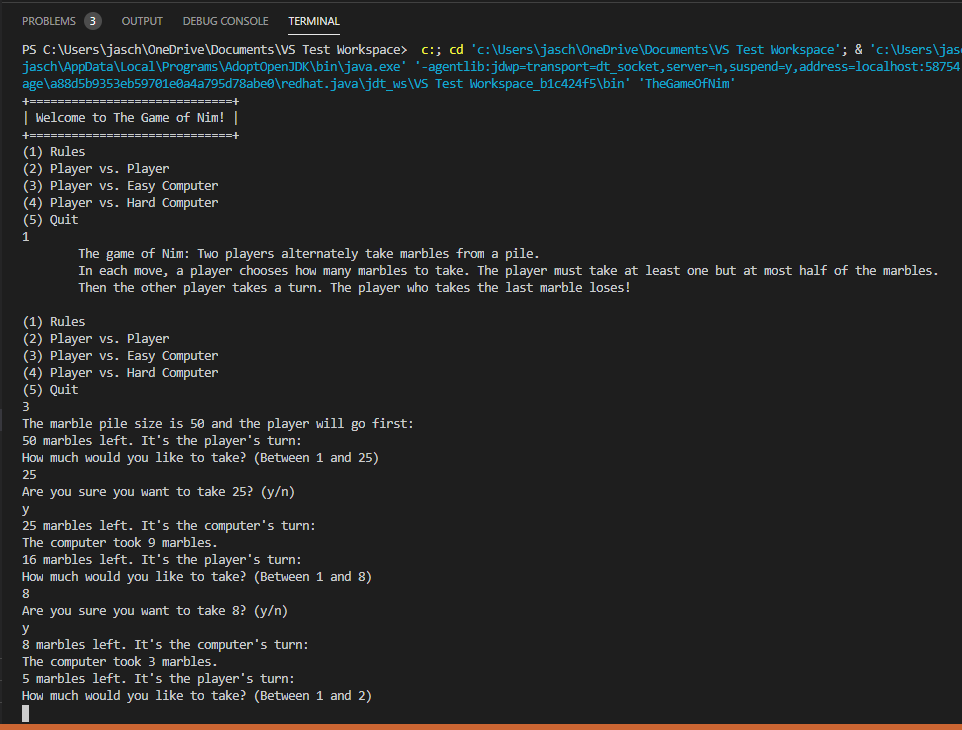 PROBLEMS 3 OUTPUT DEBUG CONSOLE TERMINAL
PS C:\Users\jasch\OneDrive\Documents\VS Test Workspace>  c:; cd 'c:\Users\jasch\OneDrive\Documents\VS Test Workspace'; & 'c:\Users\jasc
jasch\AppData\Local\Programs\AdoptOpenJDK\bin\java.exe' '-agentlib:jdwp=transport=dt_socket,server=n,suspend=y,address=localhost:58754
age\a88d5b9353eb59701e0a4a795d78abe0\redhat.java\jdt_ws\VS Test Workspace_b1c424f5\bin' 'TheGameOfNim'
+=============================+
| Welcome to The Game of Nim! |
+=============================+
(1) Rules
(2) Player vs. Player
(3) Player vs. Easy Computer
(4) Player vs. Hard Computer
(5) Quit
1
        The game of Nim: Two players alternately take marbles from a pile.
        In each move, a player chooses how many marbles to take. The player must take at least one but at most half of the marbles.
        Then the other player takes a turn. The player who takes the last marble loses!
(1) Rules
(2) Player vs. Player
(3) Player vs. Easy Computer
(4) Player vs. Hard Computer
(5) Quit
3
The marble pile size is 50 and the player will go first:
50 marbles left. It's the player's turn:
How much would you like to take? (Between 1 and 25)
25
Are you sure you want to take 25? (y/n)
y
25 marbles left. It's the computer's turn:
The computer took 9 marbles.
16 marbles left. It's the player's turn:
How much would you like to take? (Between 1 and 8)
8
Are you sure you want to take 8? (y/n)
y
8 marbles left. It's the computer's turn:
The computer took 3 marbles.
5 marbles left. It's the player's turn:
How much would you like to take? (Between 1 and 2)